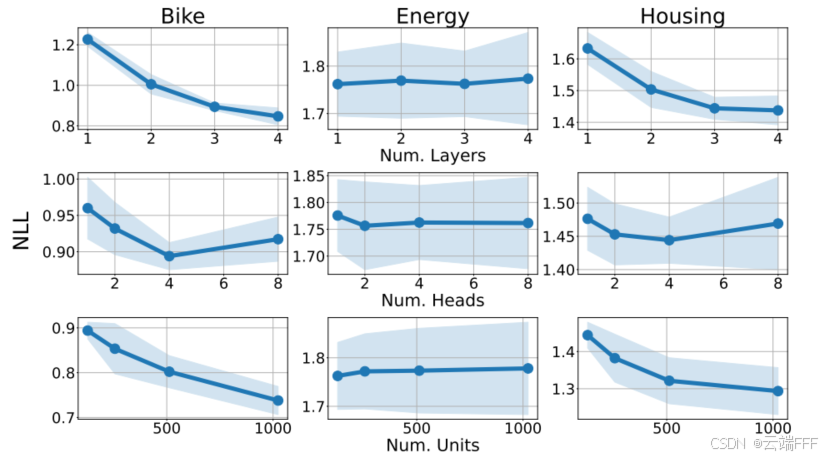 Bike Energy Housing
1.2
1.0
0.8
1 2 3 4
1.8
1.7
1 2 3 4
1.6
1.5
1.4
1 2 3 4
Num. Layers
NLL
1.00
0.95
0.90
2 4 6 8
1.85
1.80
1.75
1.70
2 4 6 8
1.50
1.45
1.40
2 4 6 8
Num. Heads
0.9
0.8
0.7
500 1000
1.8
1.7
500 1000
1.4
1.3
500 1000
Num. Units
CSDN @云端FFF